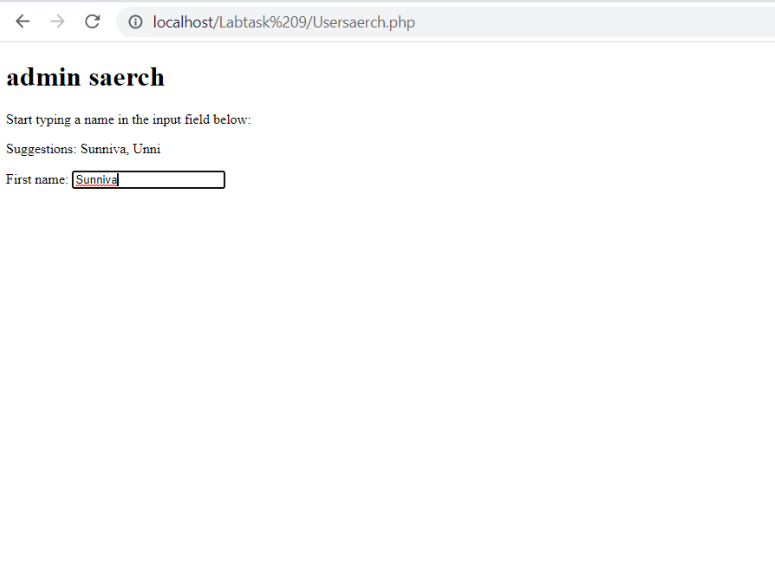 localhost/Labtask%209/Usersaerch.php
admin saerch
Start typing a name in the input field below:
Suggestions: Sunniva, Unni
First name: Sunniva